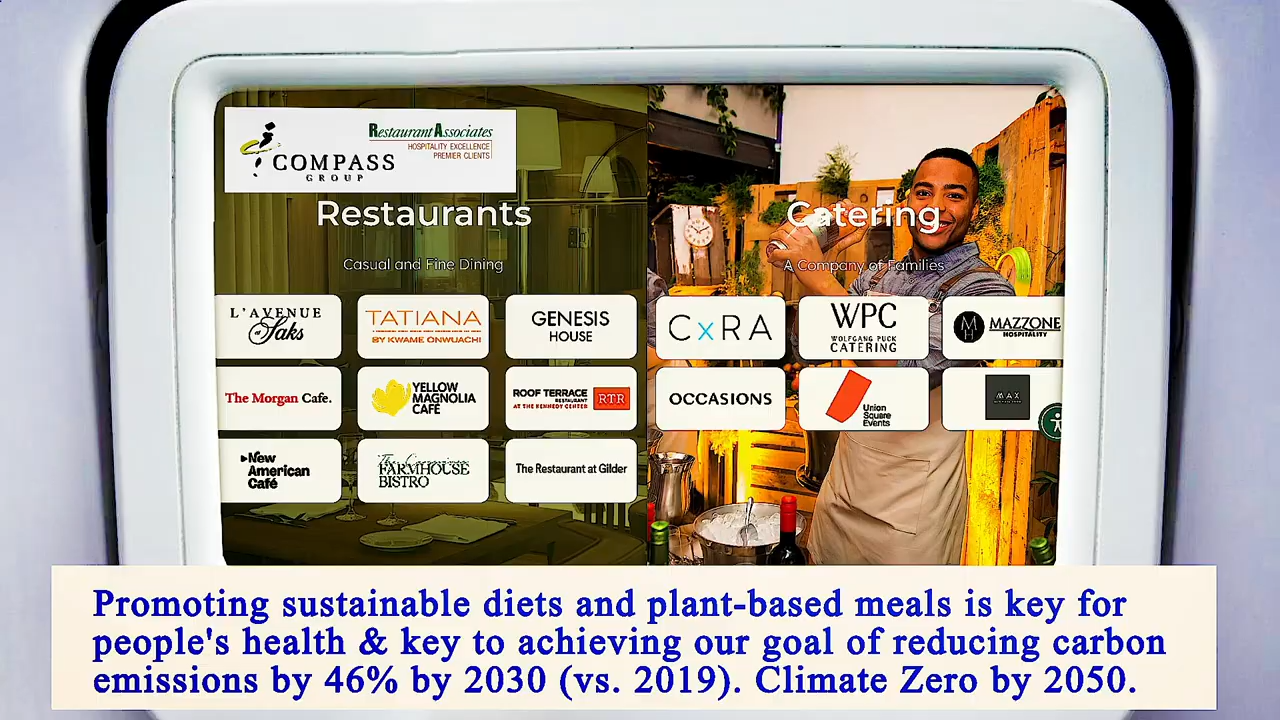 COMPASS
GROUP
Restaurant Associates
HOSPITALITY EXCELLENCE
PREMIER CLIENTS
Restaurants
Casual and Fine Dining
L'AVENUE
at Saks
TATIANA
BY KWAME ONWUACHI
GENESIS
HOUSE
The Morgan Cafe.
YELLOW
MAGNOLIA
CAFÉ
ROOF TERRACE
RESTAURANT
AT THE KENNEDY CENTER
RTR
New
American
Café
FARMHOUSE
BISTRO
The Restaurant at Gilder
Catering
A Company of Families
CxRA
WPC
WOLFGANG PUCK
CATERING
MH
MAZZONE
HOSPITALITY
OCCASIONS
Union
Square
Events
MAX
Promoting sustainable diets and plant-based meals is key for
people's health & key to achieving our goal of reducing carbon
emissions by 46% by 2030 (vs. 2019). Climate Zero by 2050.